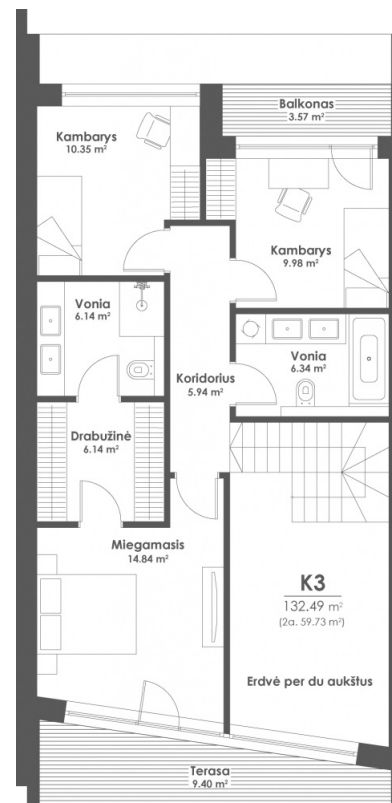 Balkonas
3.57 m²
Kambarys
10.35 m²
Kambarys
9.98 m²
Vonia
6.14 m²
Vonia
6.34 m²
Koridorius
5.94 m²
Drabužinė
6.14 m²
Miegamasis
14.84 m²
K3
132.49 m²
(2a. 59.73 m²)
Erdvė per du aukštus
Terasa
9.40 m²